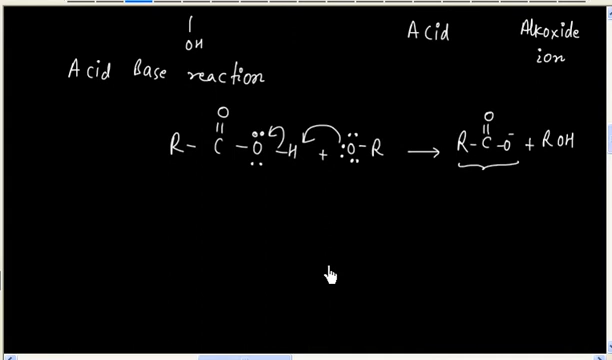 Acid Alkoxide
OH ion
Acid Base reaction
O O
R - C - O - H + O - R → R - C - O⁻ + ROH